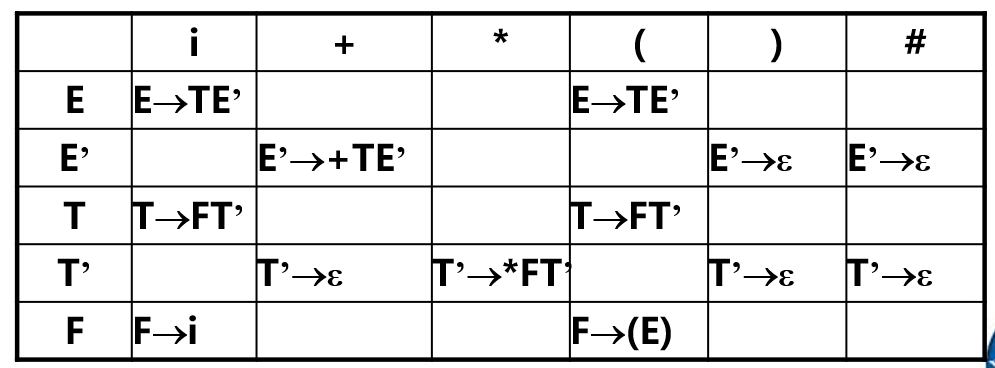 i + * ( ) #
E E→TE’ E→TE’
E’ E’→+TE’ E’→ε E’→ε
T T→FT’ T→FT’
T’ T’→ε T’→*FT’ T’→ε T’→ε
F F→i F→(E)